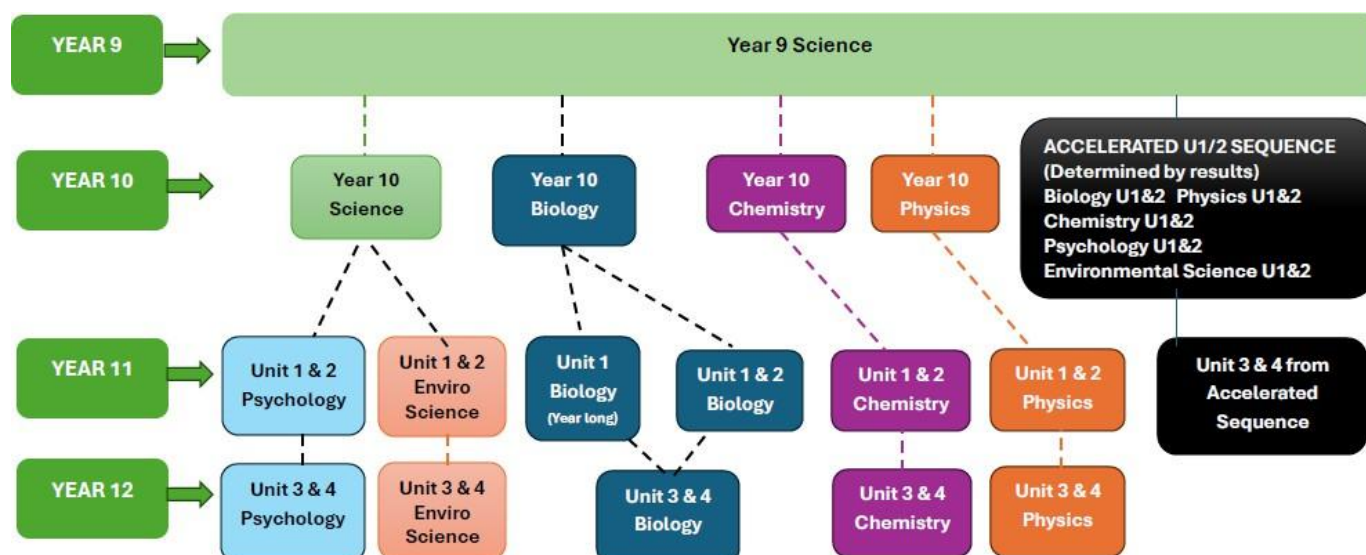 YEAR 9
Year 9 Science
YEAR 10
Year 10
Science
Year 10
Biology
Year 10
Chemistry
Year 10
Physics
ACCELERATED U1/2 SEQUENCE
(Determined by results)
Biology U1&2 Physics U1&2
Chemistry U1&2
Psychology U1&2
Environmental Science U1&2
YEAR 11
Unit 1 & 2
Psychology
Unit 1 & 2
Enviro
Science
Unit 1
Biology
(Year long)
Unit 1 & 2
Biology
Unit 1 & 2
Chemistry
Unit 1 & 2
Physics
Unit 3 & 4 from
Accelerated
Sequence
YEAR 12
Unit 3 & 4
Psychology
Unit 3 & 4
Enviro
Science
Unit 3 & 4
Biology
Unit 3 & 4
Chemistry
Unit 3 & 4
Physics